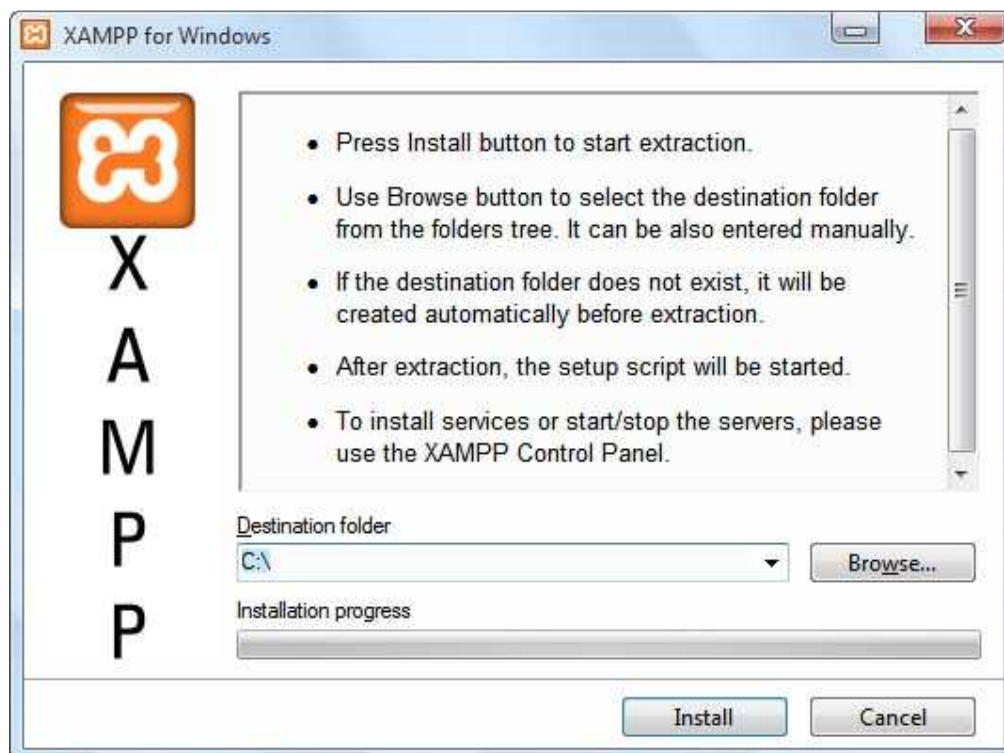 XAMPP for Windows
X
A
M
P
P
• Press Install button to start extraction.
• Use Browse button to select the destination folder
from the folders tree. It can be also entered manually.
• If the destination folder does not exist, it will be
created automatically before extraction.
• After extraction, the setup script will be started.
• To install services or start/stop the servers, please
use the XAMPP Control Panel.
Destination folder
C:\
Browse...
Installation progress
Install
Cancel